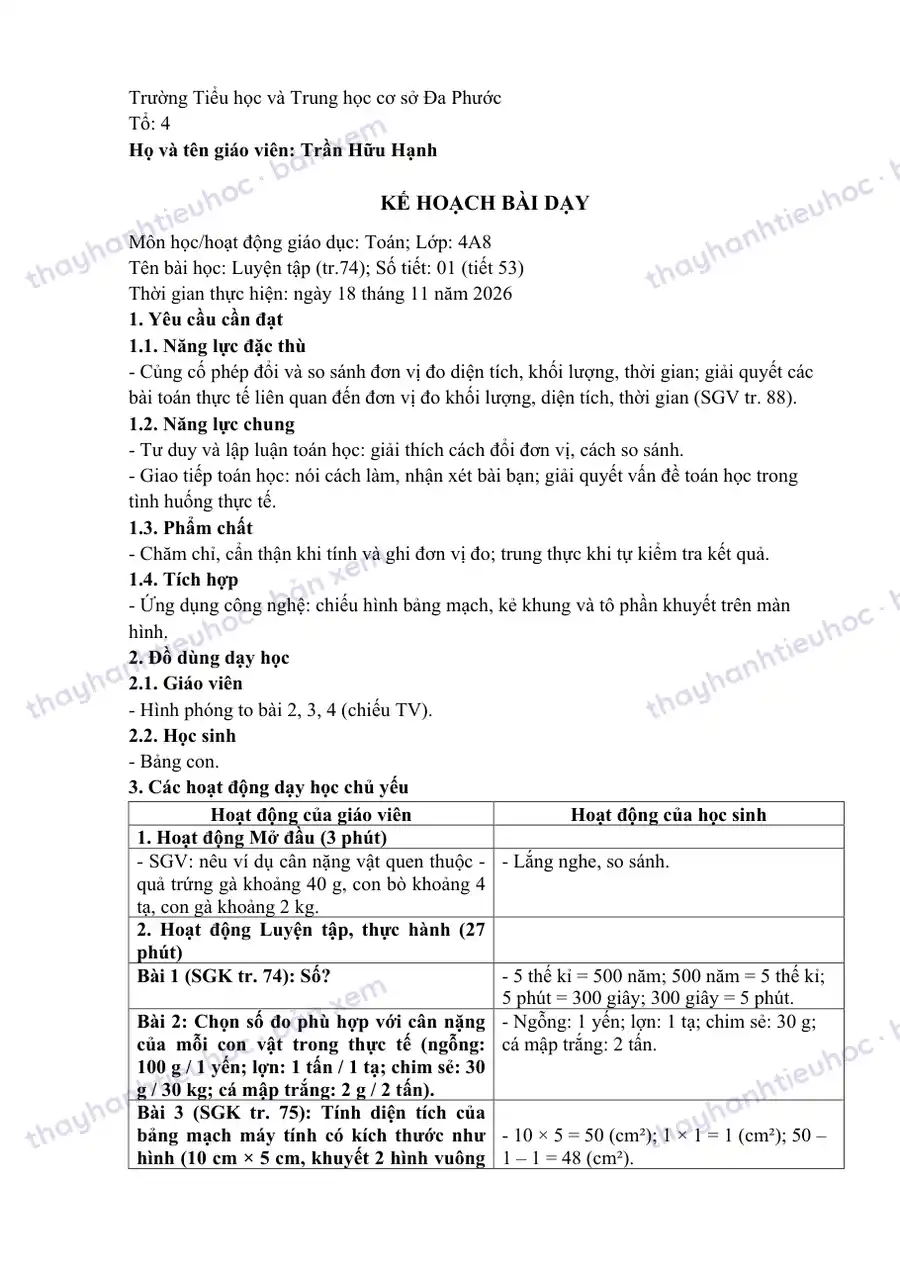 Trường Tiểu học và Trung học cơ sở Đa Phước
Tổ: 4
Họ và tên giáo viên: Trần Hữu Hạnh
KẾ HOẠCH BÀI DẠY
Môn học/hoạt động giáo dục: Toán; Lớp: 4A8
Tên bài học: Luyện tập (tr.74); Số tiết: 01 (tiết 53)
Thời gian thực hiện: ngày 18 tháng 11 năm 2026
1. Yêu cầu cần đạt
1.1. Năng lực đặc thù
- Củng cố phép đổi và so sánh đơn vị đo diện tích, khối lượng, thời gian; giải quyết các
bài toán thực tế liên quan đến đơn vị đo khối lượng, diện tích, thời gian (SGV tr. 88).
1.2. Năng lực chung
- Tư duy và lập luận toán học: giải thích cách đổi đơn vị, cách so sánh.
- Giao tiếp toán học: nói cách làm, nhận xét bài bạn; giải quyết vấn đề toán học trong
tình huống thực tế.
1.3. Phẩm chất
- Chăm chỉ, cẩn thận khi tính và ghi đơn vị đo; trung thực khi tự kiểm tra kết quả.
1.4. Tích hợp
- Ứng dụng công nghệ: chiếu hình bảng mạch, kẻ khung và tô phần khuyết trên màn
hình.
2. Đồ dùng dạy học
2.1. Giáo viên
- Hình phóng to bài 2, 3, 4 (chiếu TV).
2.2. Học sinh
- Bảng con.
3. Các hoạt động dạy học chủ yếu
Hoạt động của giáo viên
Hoạt động của học sinh
1. Hoạt động Mở đầu (3 phút)
- SGV: nêu ví dụ cân nặng vật quen thuộc -
quả trứng gà khoảng 40 g, con bò khoảng 4
tạ, con gà khoảng 2 kg.
- Lắng nghe, so sánh.
2. Hoạt động Luyện tập, thực hành (27
phút)
Bài 1 (SGK tr. 74): Số?
- 5 thế kỉ = 500 năm; 500 năm = 5 thế kỉ;
5 phút = 300 giây; 300 giây = 5 phút.
Bài 2: Chọn số đo phù hợp với cân nặng
của mỗi con vật trong thực tế (ngỗng:
100 g / 1 yến; lợn: 1 tấn / 1 tạ; chim sẻ: 30
g / 30 kg; cá mập trắng: 2 g / 2 tấn).
- Ngỗng: 1 yến; lợn: 1 tạ; chim sẻ: 30 g;
cá mập trắng: 2 tấn.
Bài 3 (SGK tr. 75): Tính diện tích của
bảng mạch máy tính có kích thước như
hình (10 cm × 5 cm, khuyết 2 hình vuông
- 10 × 5 = 50 (cm²); 1 × 1 = 1 (cm²); 50 –
1 – 1 = 48 (cm²).
thayhanhtieuhoc · bản xem
thayhanhtieuhoc · b
thayhanhtieuhoc · bản xem
thayhanhtieuhoc · b
thayhanhtieuhoc · bản xem
thayhanhtieuhoc · b